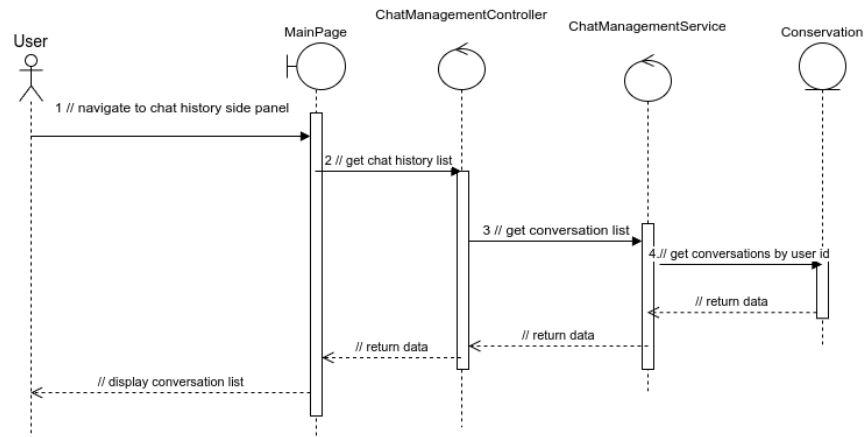 ChatManagementController
User
MainPage
ChatManagementService
Conservation
1 // navigate to chat history side panel
2 // get chat history list
3 // get conversation list
4.// get conversations by user id
// return data
// return data
// return data
// display conversation list